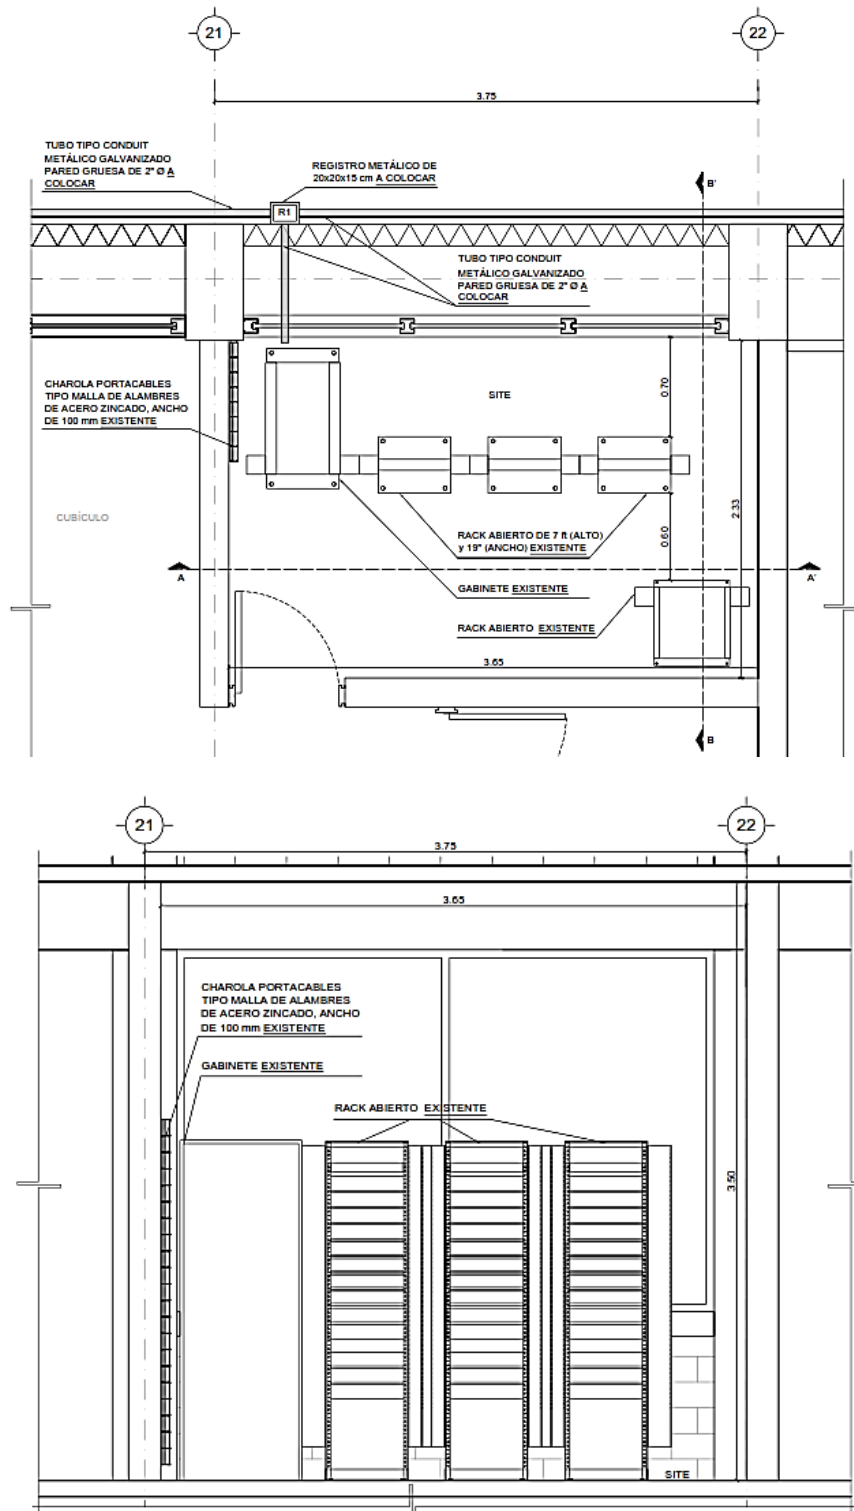 21
22
3.75
TUBO TIPO CONDUIT
METÁLICO GALVANIZADO
PARED GRUESA DE 2" Ø A
COLOCAR
REGISTRO METÁLICO DE
20x20x15 cm A COLOCAR
B'
R1
TUBO TIPO CONDUIT
METÁLICO GALVANIZADO
PARED GRUESA DE 2" Ø A
COLOCAR
CHAROLA PORTACABLES
TIPO MALLA DE ALAMBRES
DE ACERO ZINCADO, ANCHO
DE 100 mm EXISTENTE
SITE
0.70
2.33
CUBÍCULO
RACK ABIERTO DE 7 ft (ALTO)
y 19" (ANCHO) EXISTENTE
0.60
A
A'
GABINETE EXISTENTE
RACK ABIERTO EXISTENTE
3.65
B
21
22
3.75
3.65
CHAROLA PORTACABLES
TIPO MALLA DE ALAMBRES
DE ACERO ZINCADO, ANCHO
DE 100 mm EXISTENTE
GABINETE EXISTENTE
RACK ABIERTO EXISTENTE
3.50
SITE